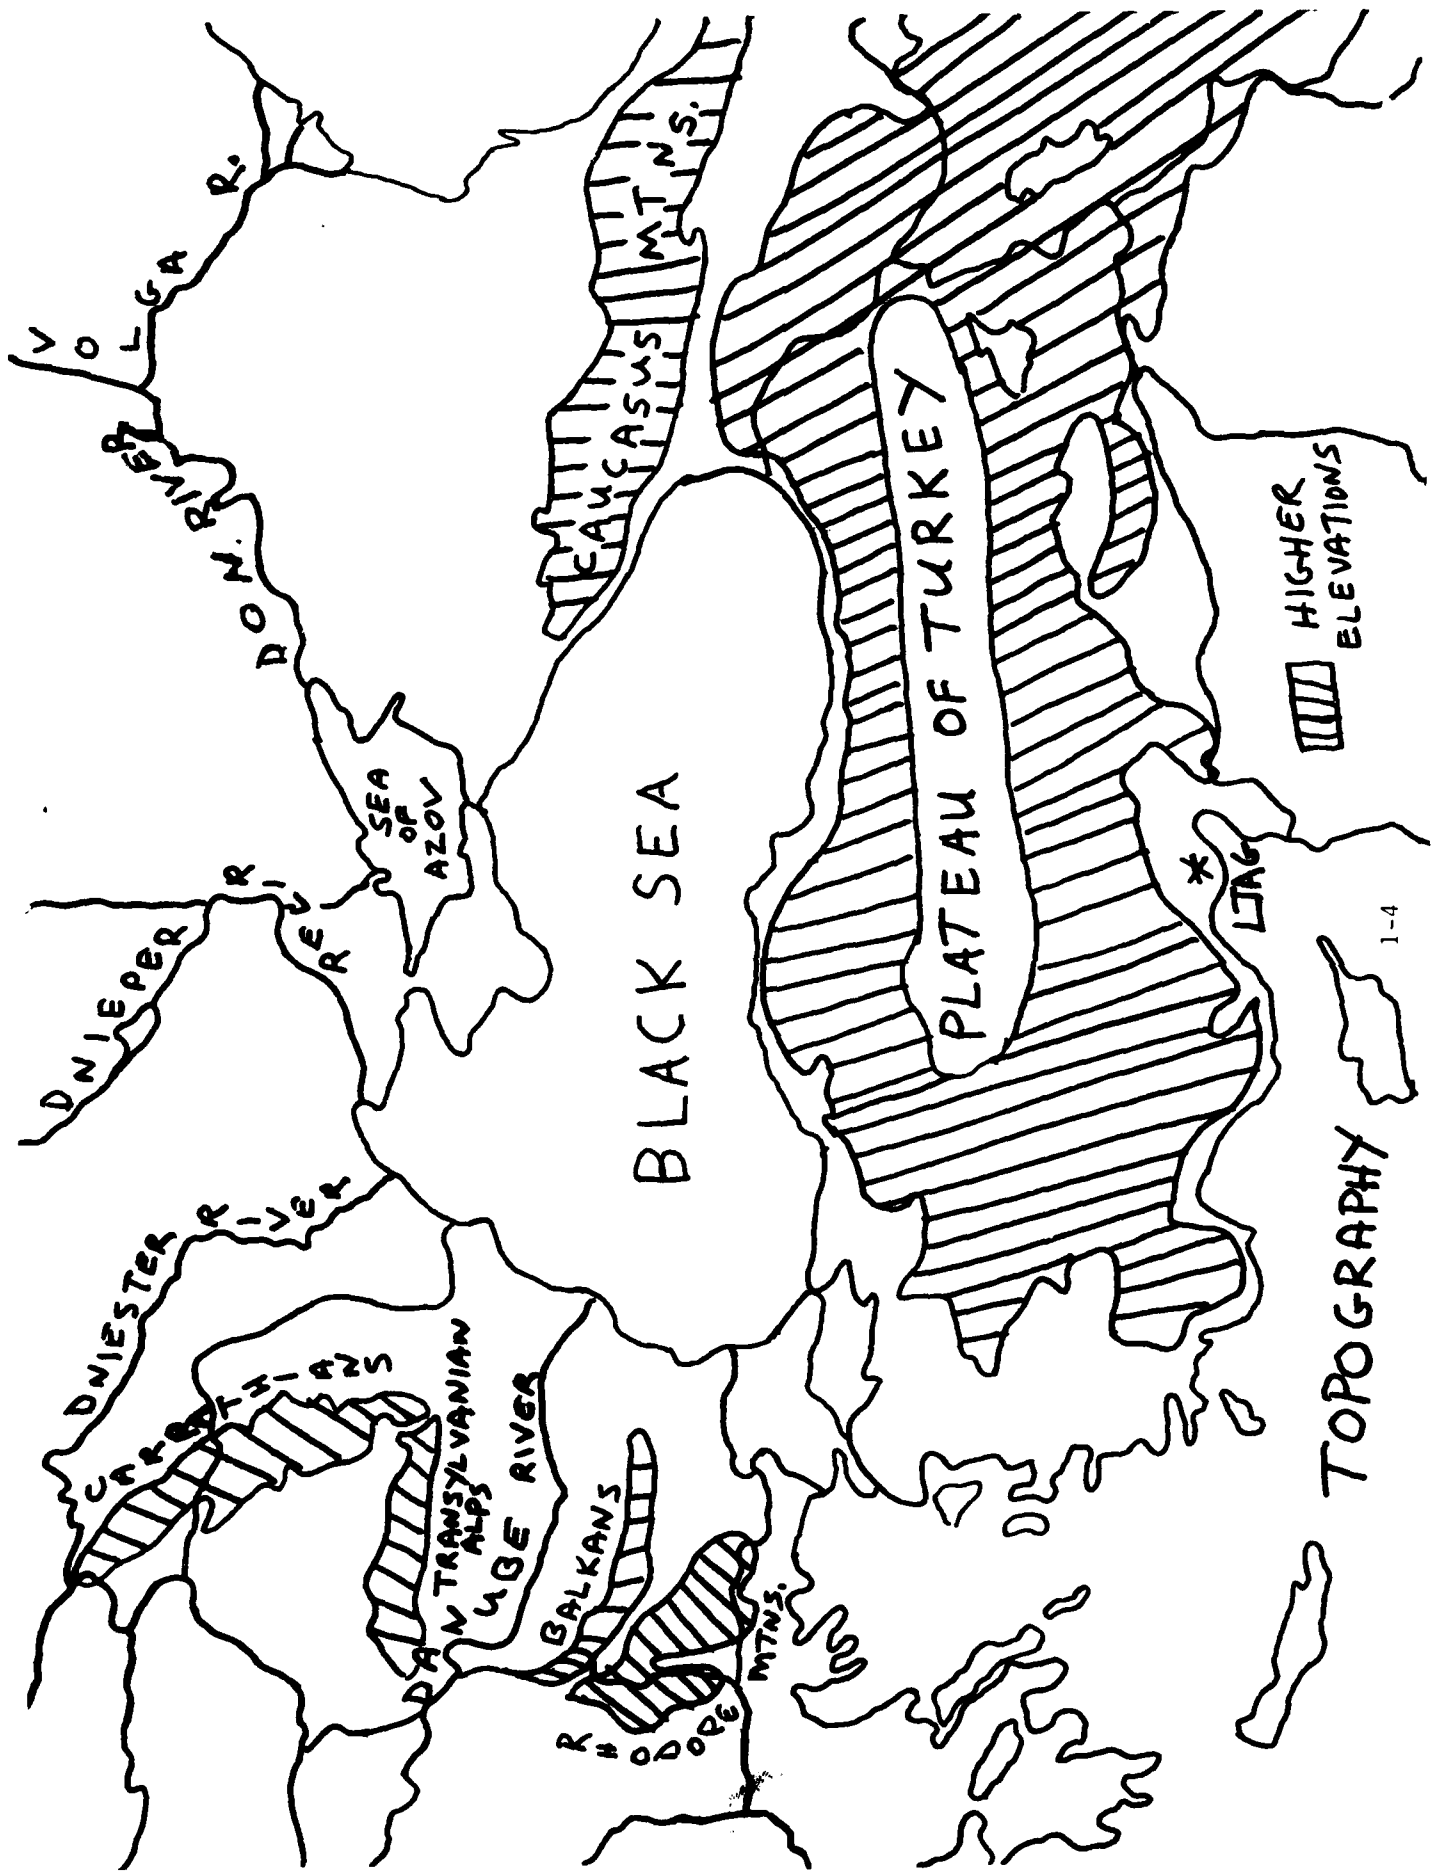 VOLGA R.
DON RIVER
DNIEPER RIVER
DNIESTER RIVER
CARPATHIANS
TRANSYLVANIAN
ALPS
DANUBE RIVER
BALKANS
RHODOPE MTNS.
SEA
OF
AZOV
CAUCASUS MTNS.
BLACK SEA
PLATEAU OF TURKEY
*
LTAG
HIGHER
ELEVATIONS
TOPOGRAPHY
1-4